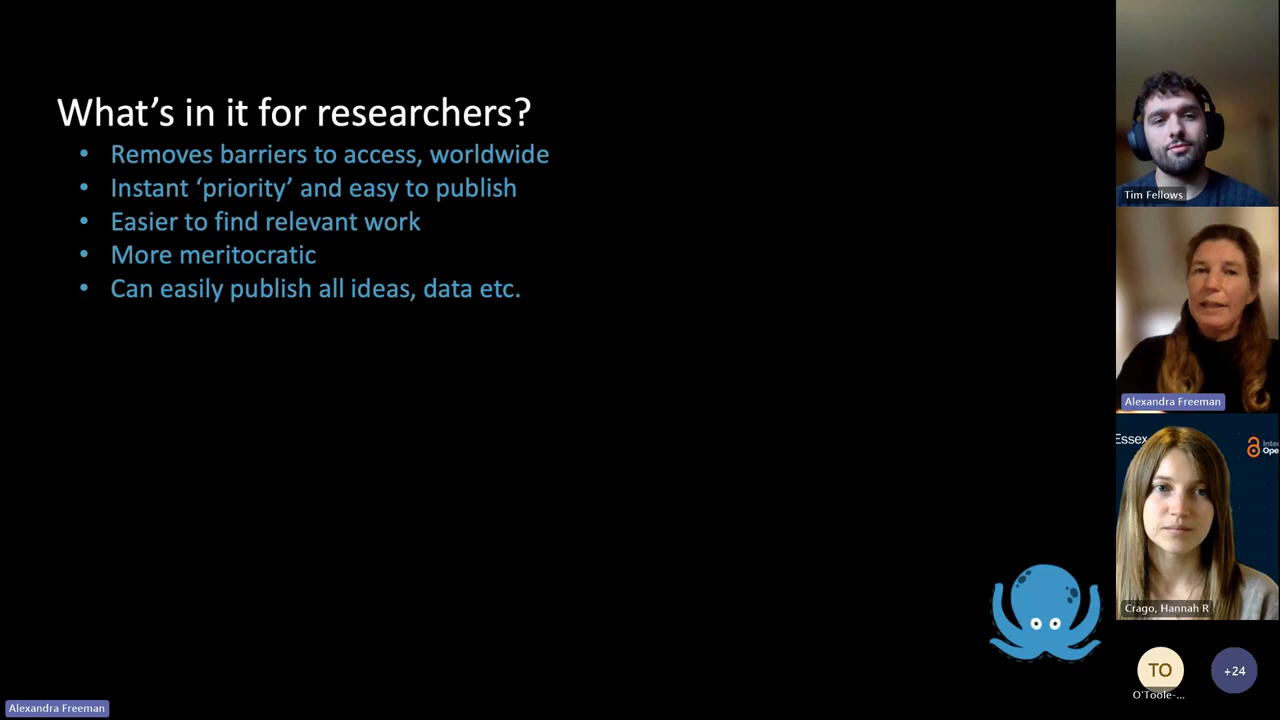 What's in it for researchers?
• Removes barriers to access, worldwide
• Instant ‘priority’ and easy to publish
• Easier to find relevant work
• More meritocratic
• Can easily publish all ideas, data etc.
Tim Fellows
Alexandra Freeman
Essex
Inte
Ope
Crago, Hannah R
TO
+24
O'Toole-...
Alexandra Freeman